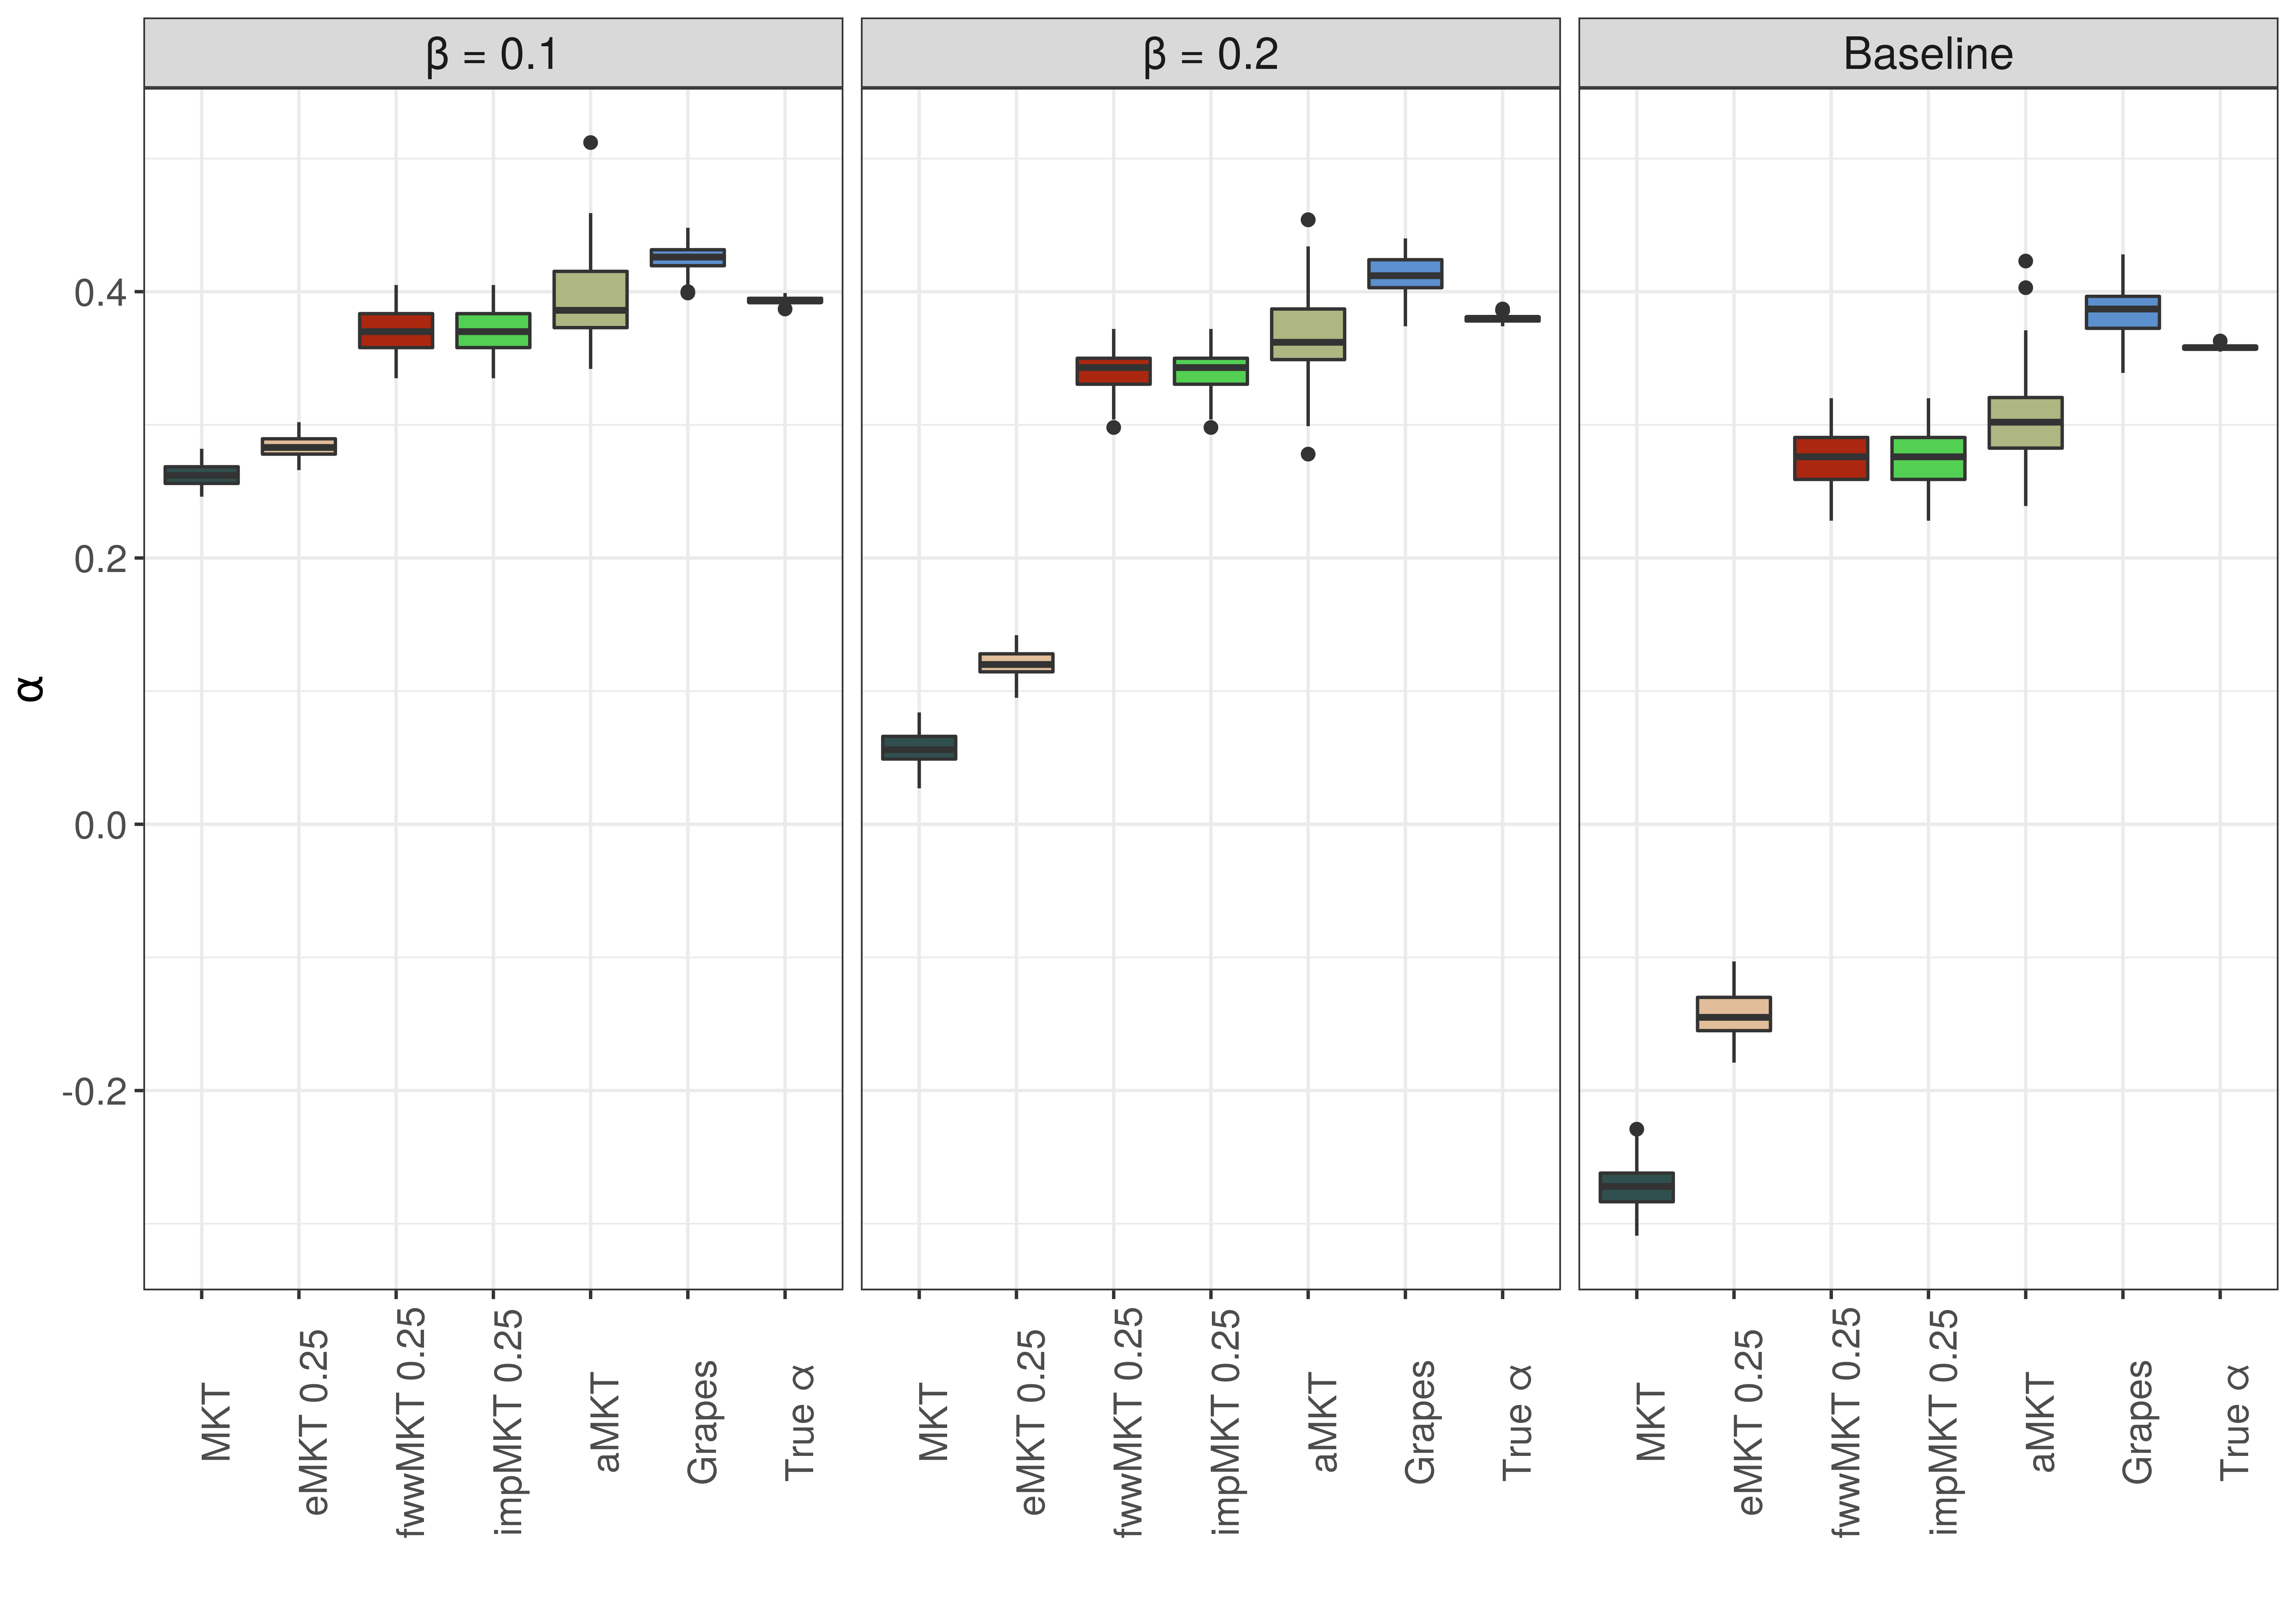 β = 0.1
β = 0.2
Baseline
α
0.4
0.2
0.0
-0.2
MKT
eMKT 0.25
fwwMKT 0.25
impMKT 0.25
aMKT
Grapes
True α
MKT
eMKT 0.25
fwwMKT 0.25
impMKT 0.25
aMKT
Grapes
True α
MKT
eMKT 0.25
fwwMKT 0.25
impMKT 0.25
aMKT
Grapes
True α